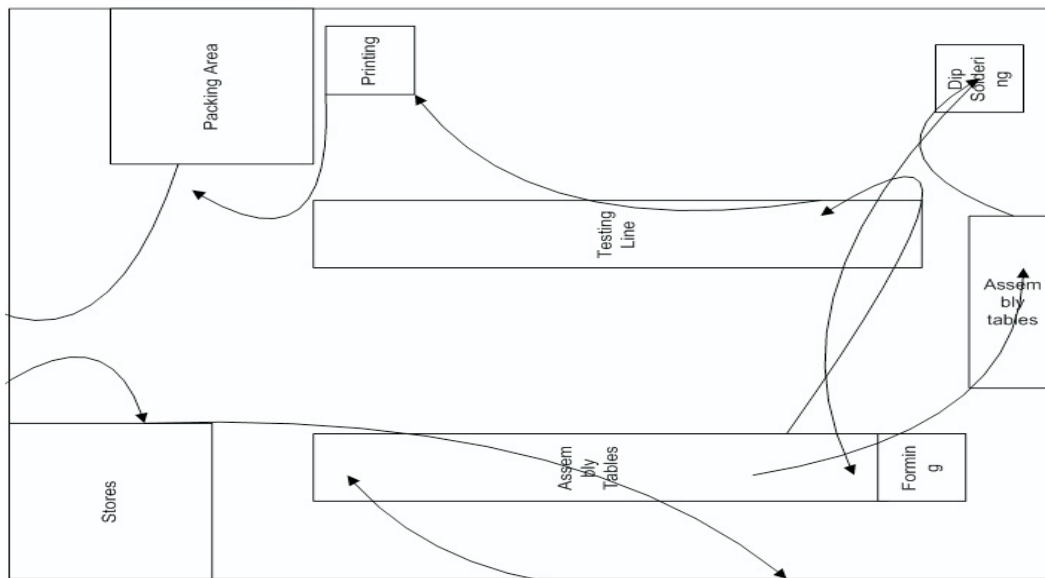 Packing Area
Printing
Dip
Solderi
ng
Testing
Line
Assem
bly
tables
Assem
bly
Tables
Formin
g
Stores